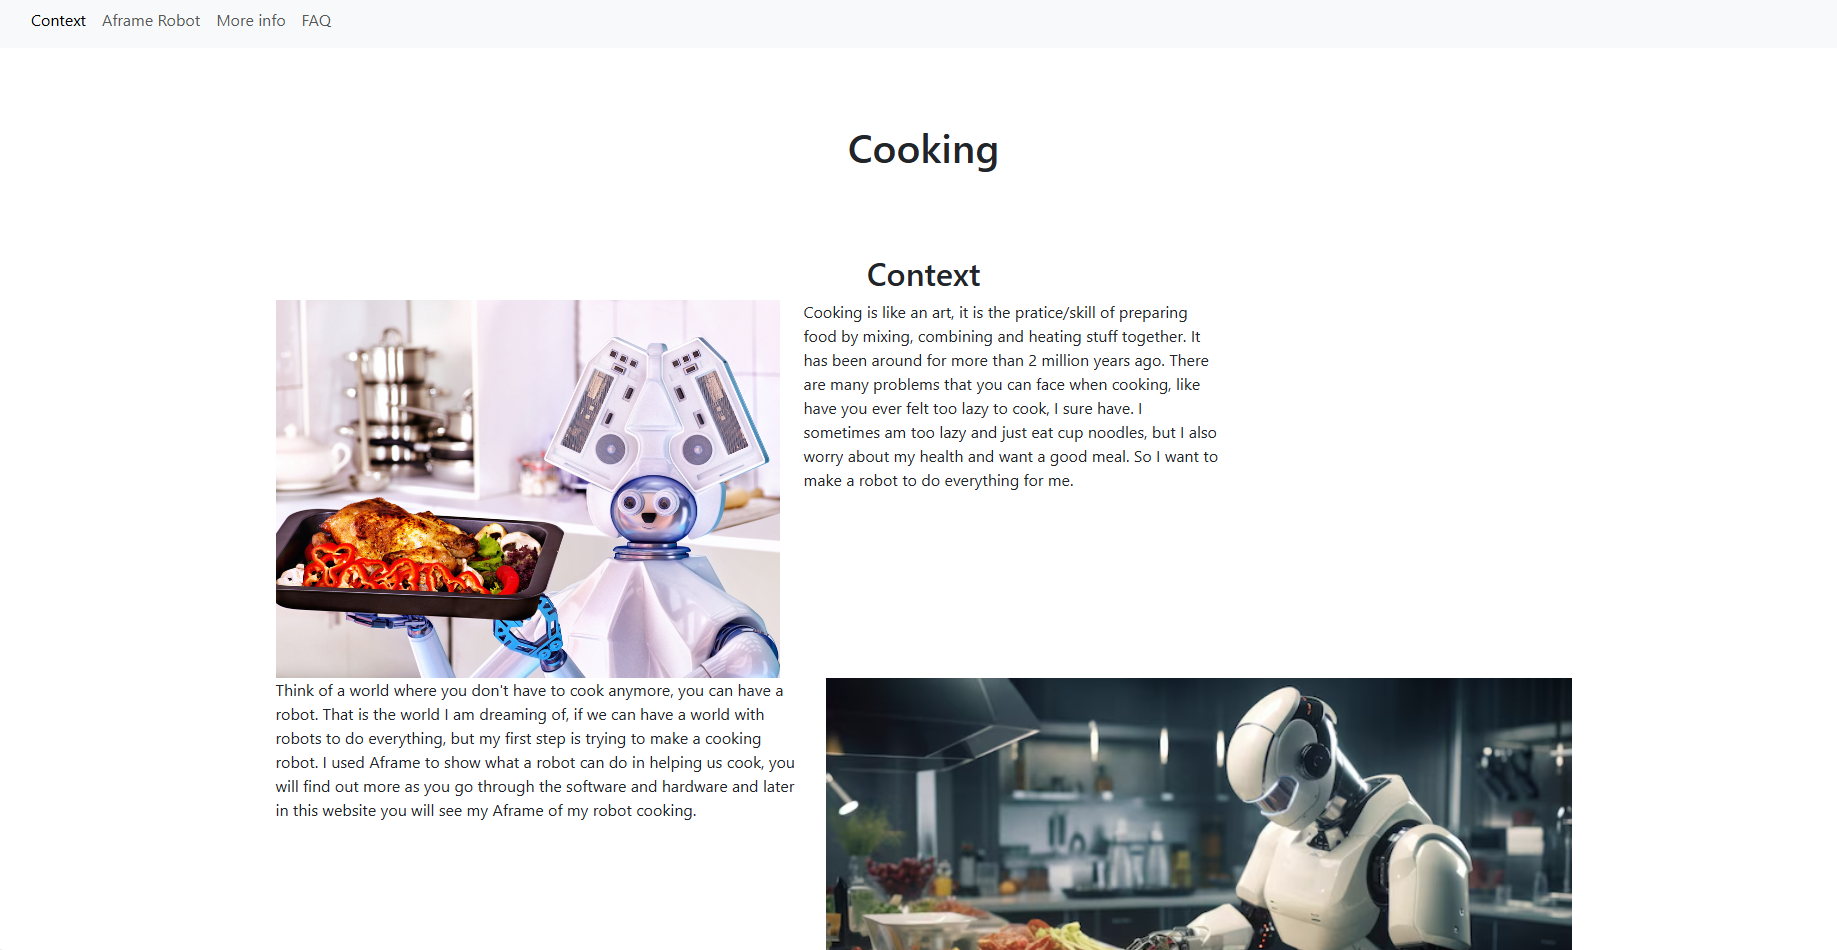 Context Aframe Robot More info FAQ
Cooking
Context
Cooking is like an art, it is the pratice/skill of preparing
food by mixing, combining and heating stuff together. It
has been around for more than 2 million years ago. There
are many problems that you can face when cooking, like
have you ever felt too lazy to cook, I sure have. I
sometimes am too lazy and just eat cup noodles, but I also
worry about my health and want a good meal. So I want to
make a robot to do everything for me.
Think of a world where you don't have to cook anymore, you can have a
robot. That is the world I am dreaming of, if we can have a world with
robots to do everything, but my first step is trying to make a cooking
robot. I used Aframe to show what a robot can do in helping us cook, you
will find out more as you go through the software and hardware and later
in this website you will see my Aframe of my robot cooking.